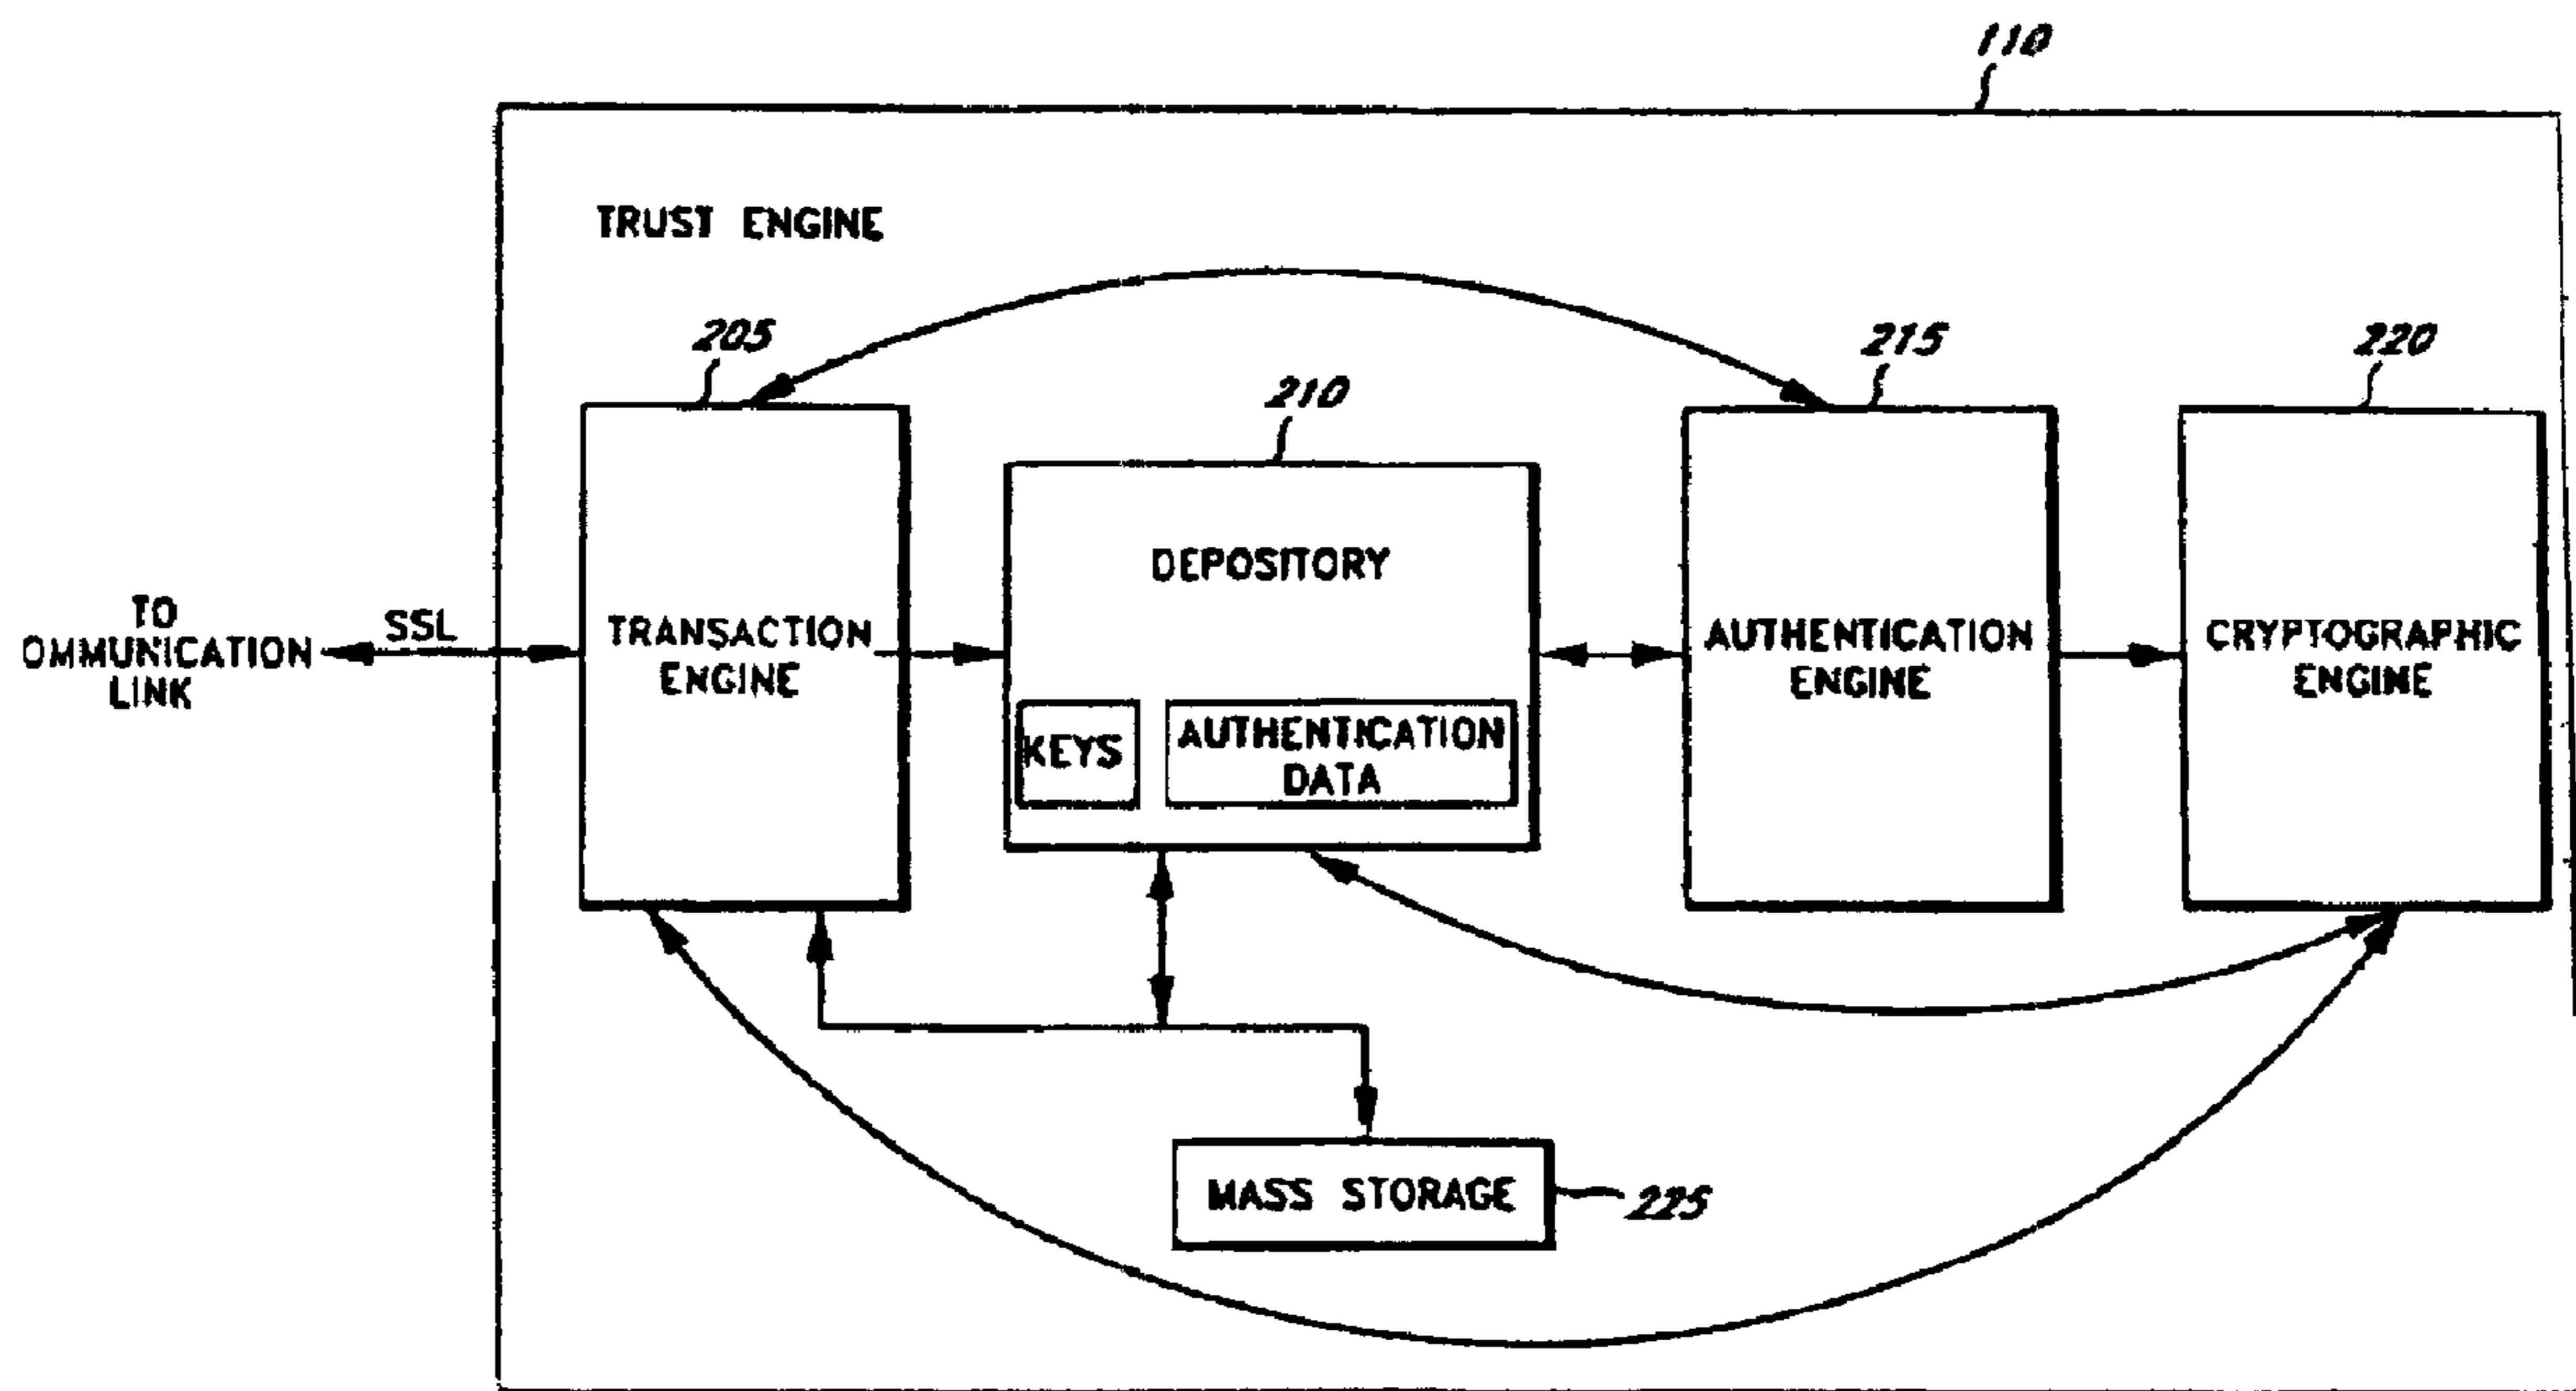 110
TRUST ENGINE
205
215
220
210
DEPOSITORY
TO
OMMUNICATION
LINK
SSL
TRANSACTION
ENGINE
AUTHENTICATION
ENGINE
CRYPTOGRAPHIC
ENGINE
KEYS
AUTHENTICATION
DATA
MASS STORAGE
225